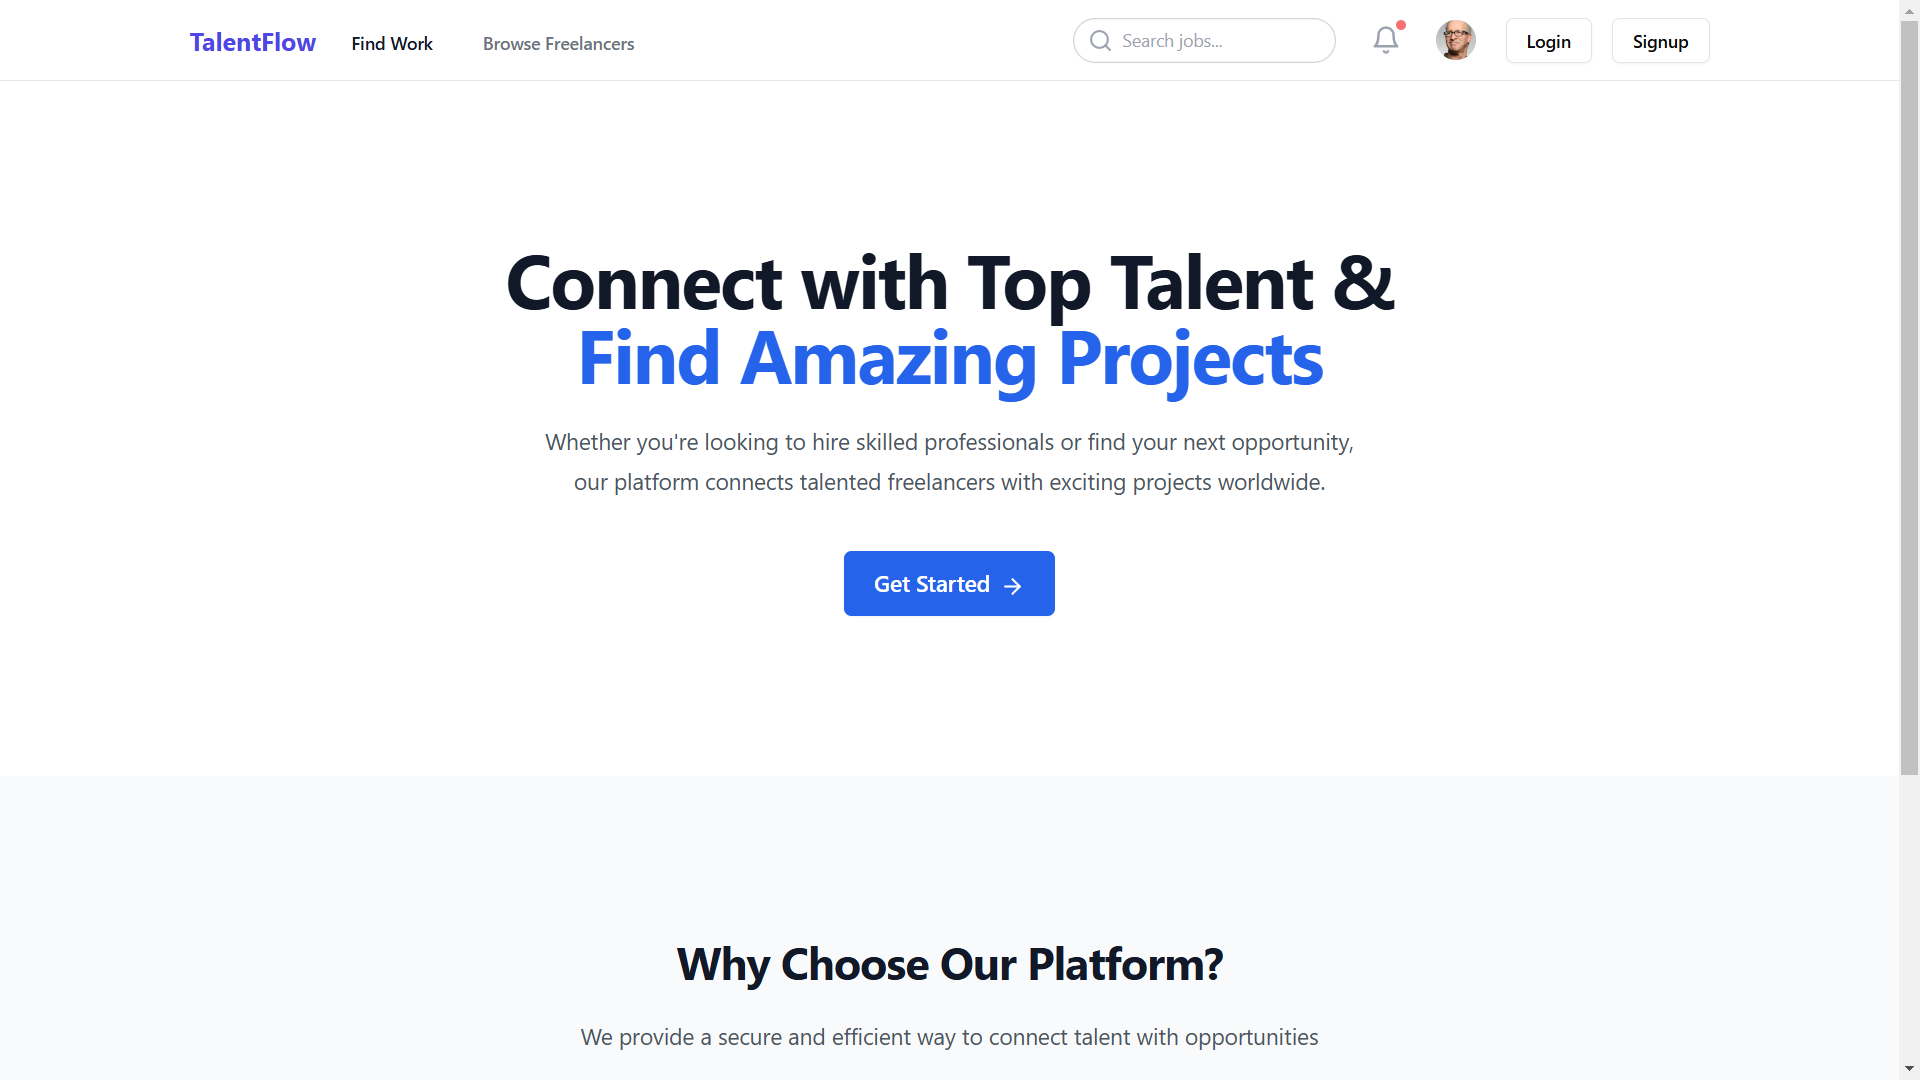 TalentFlow
Find Work
Browse Freelancers
Search jobs...
Login
Signup
Connect with Top Talent &
Find Amazing Projects
Whether you're looking to hire skilled professionals or find your next opportunity,
our platform connects talented freelancers with exciting projects worldwide.
Get Started
Why Choose Our Platform?
We provide a secure and efficient way to connect talent with opportunities